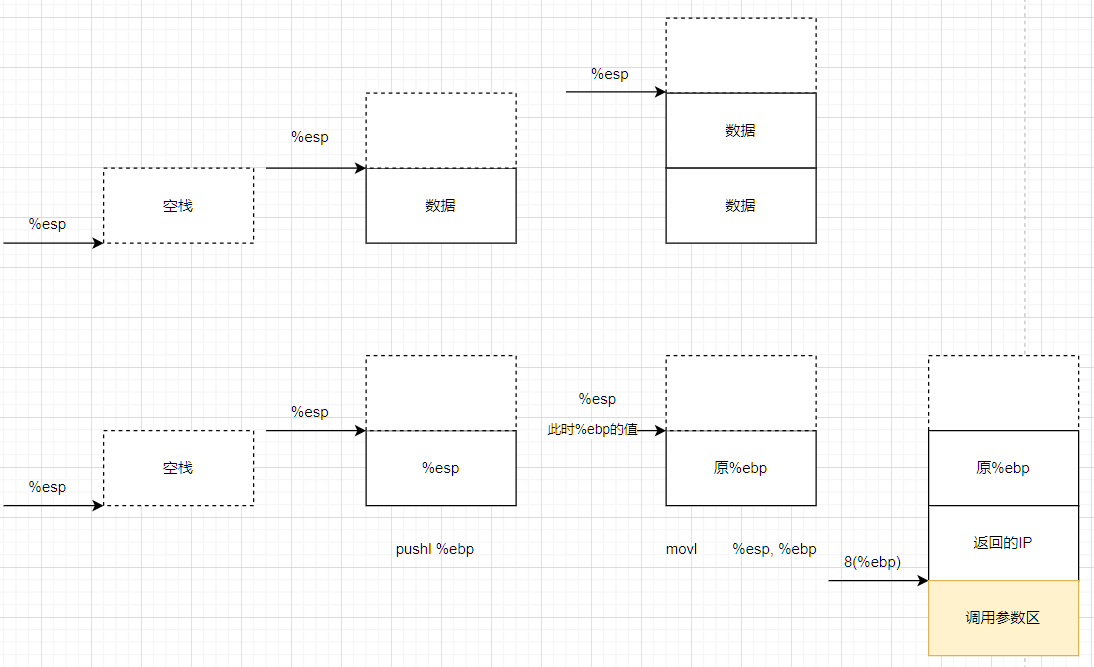 %esp
数据
%esp
数据
空栈
数据
%esp
%esp
%esp
此时%ebp的值
空栈
%esp
原%ebp
原%ebp
%esp
返回的IP
pushl %ebp
movl %esp, %ebp
8(%ebp)
调用参数区